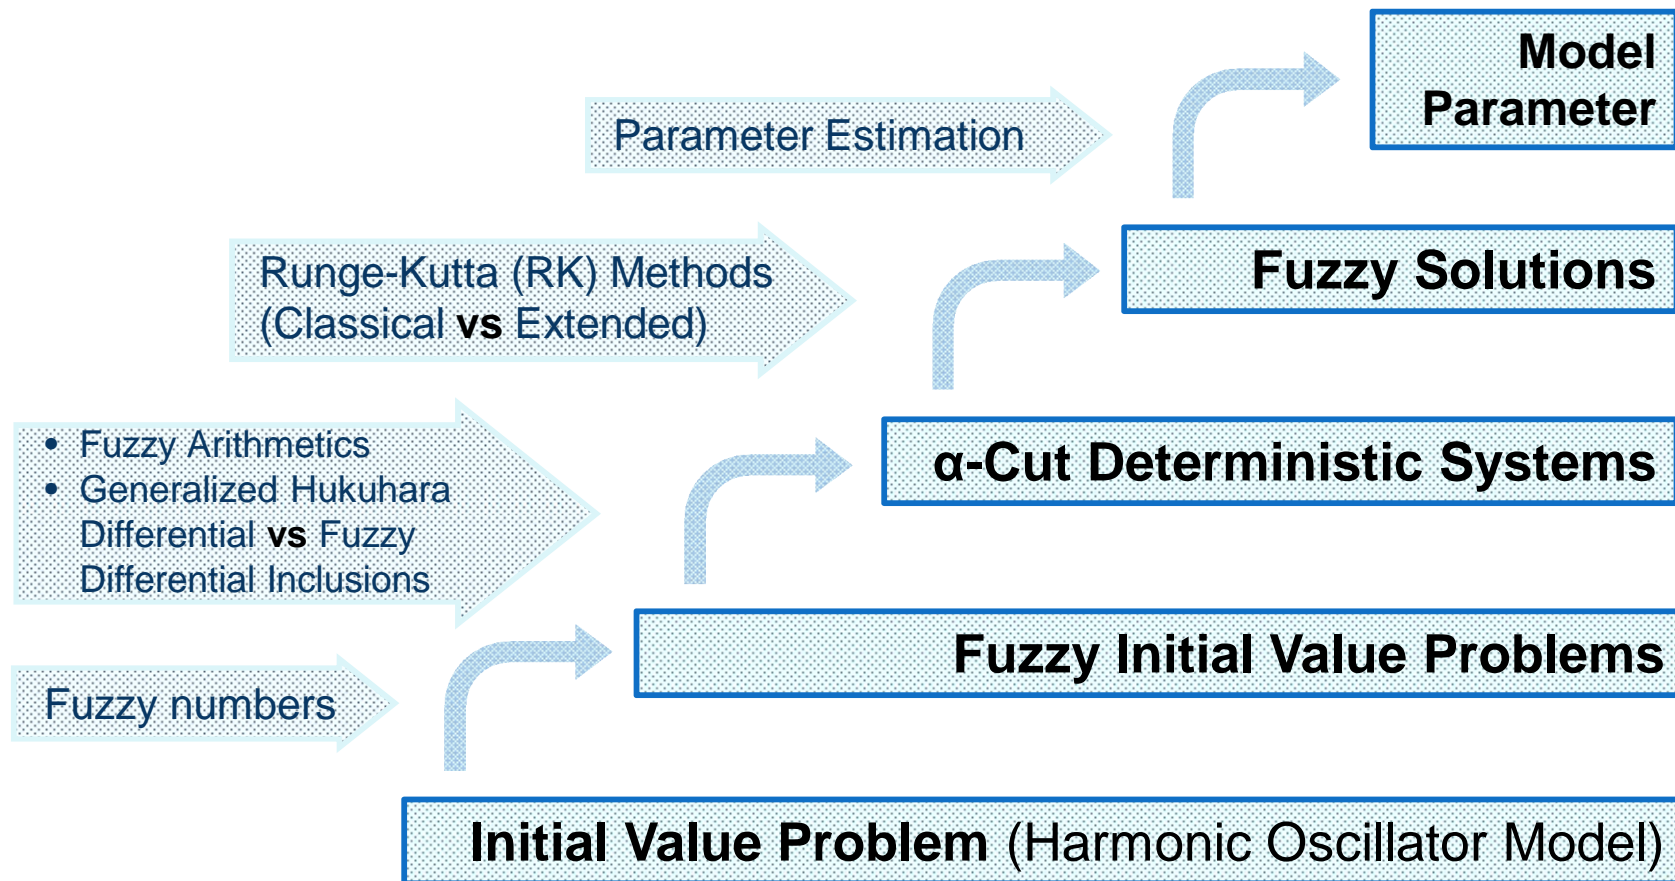 Model
Parameter
Parameter Estimation
Fuzzy Solutions
Runge-Kutta (RK) Methods
(Classical vs Extended)
α-Cut Deterministic Systems
• Fuzzy Arithmetics
• Generalized Hukuhara
Differential vs Fuzzy
Differential Inclusions
Fuzzy Initial Value Problems
Fuzzy numbers
Initial Value Problem (Harmonic Oscillator Model)